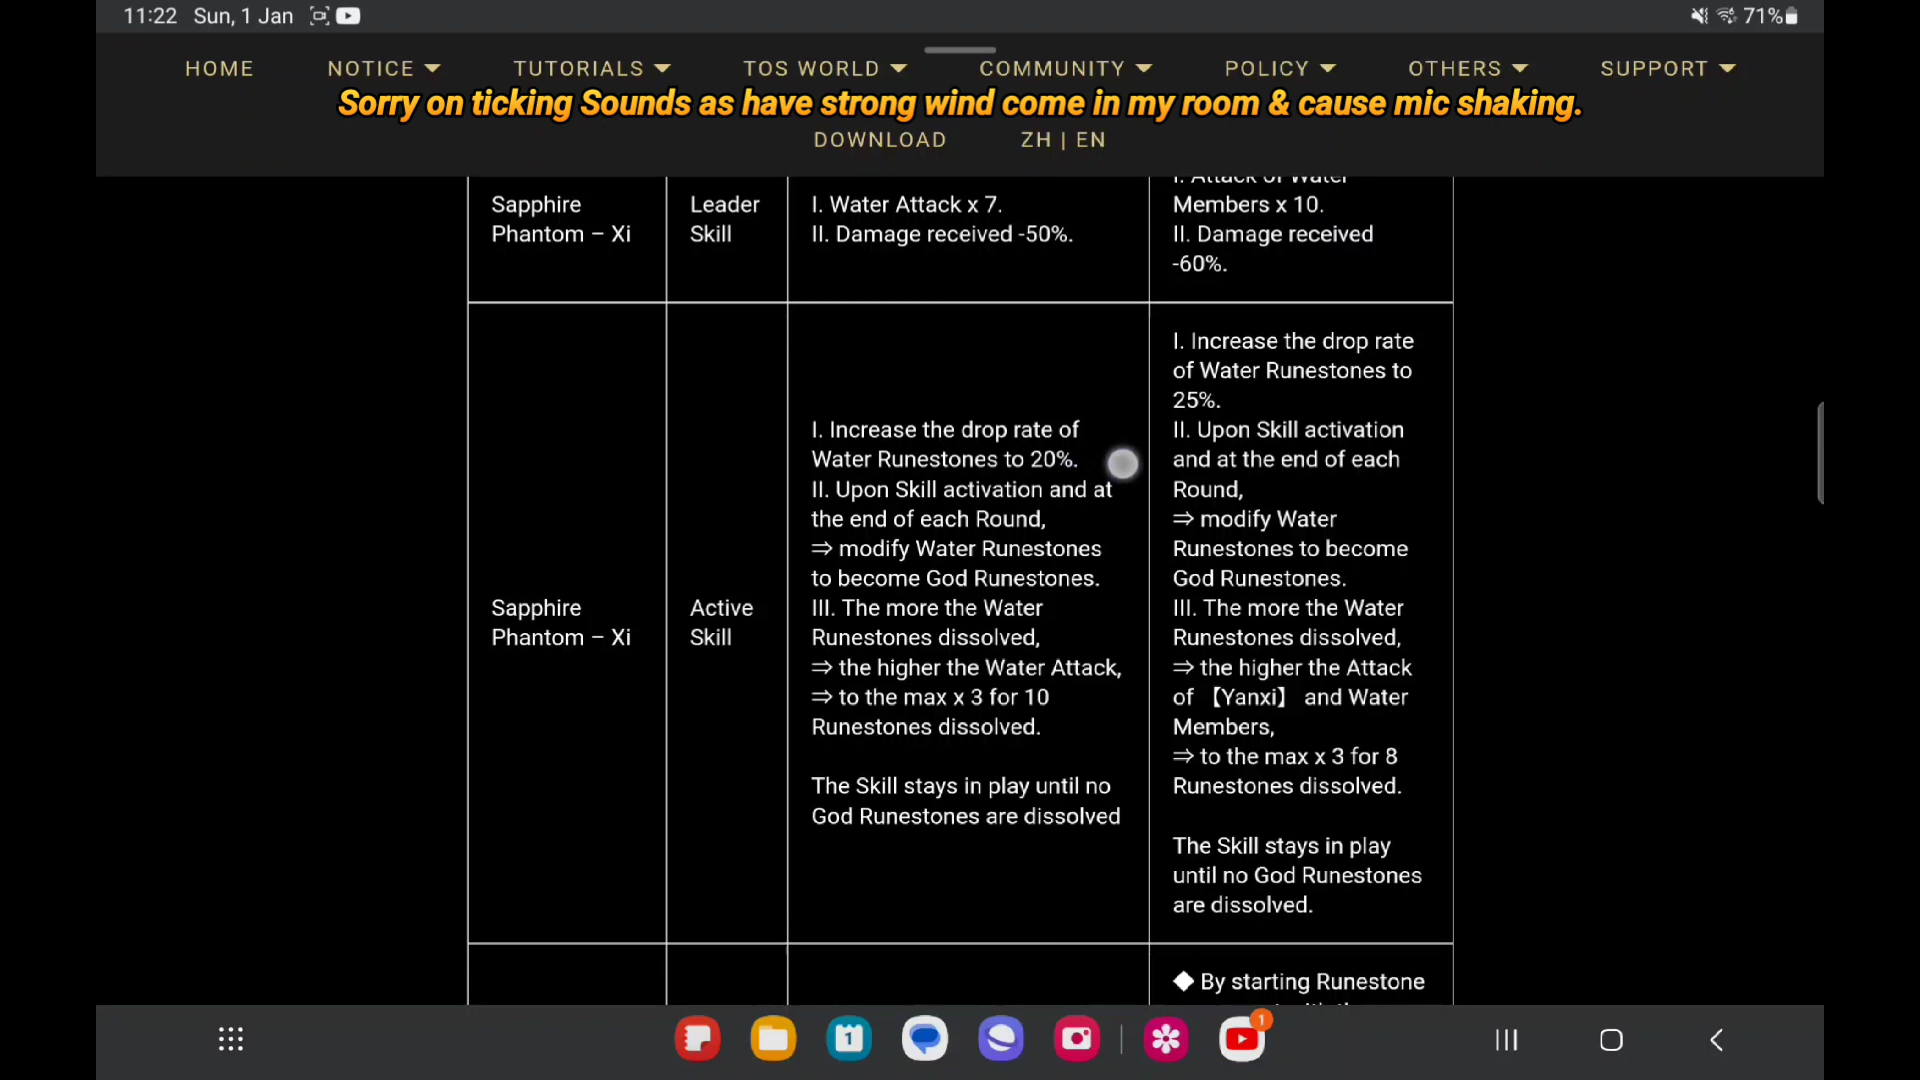 11:22 Sun, 1 Jan 71%
HOME NOTICE TUTORIALS TOS WORLD COMMUNITY POLICY OTHERS SUPPORT
Sorry on ticking Sounds as have strong wind come in my room & cause mic shaking.
DOWNLOAD ZH | EN
Sapphire
Phantom – Xi
Leader
Skill
I. Water Attack x 7.
II. Damage received -50%.
I. Attack of Water
Members x 10.
II. Damage received
-60%.
Sapphire
Phantom – Xi
Active
Skill
I. Increase the drop rate of
Water Runestones to 20%.
II. Upon Skill activation and at
the end of each Round,
⇒ modify Water Runestones
to become God Runestones.
III. The more the Water
Runestones dissolved,
⇒ the higher the Water Attack,
⇒ to the max x 3 for 10
Runestones dissolved.
The Skill stays in play until no
God Runestones are dissolved
I. Increase the drop rate
of Water Runestones to
25%.
II. Upon Skill activation
and at the end of each
Round,
⇒ modify Water
Runestones to become
God Runestones.
III. The more the Water
Runestones dissolved,
⇒ the higher the Attack
of 【Yanxi】 and Water
Members,
⇒ to the max x 3 for 8
Runestones dissolved.
The Skill stays in play
until no God Runestones
are dissolved.
◆ By starting Runestone
1
1